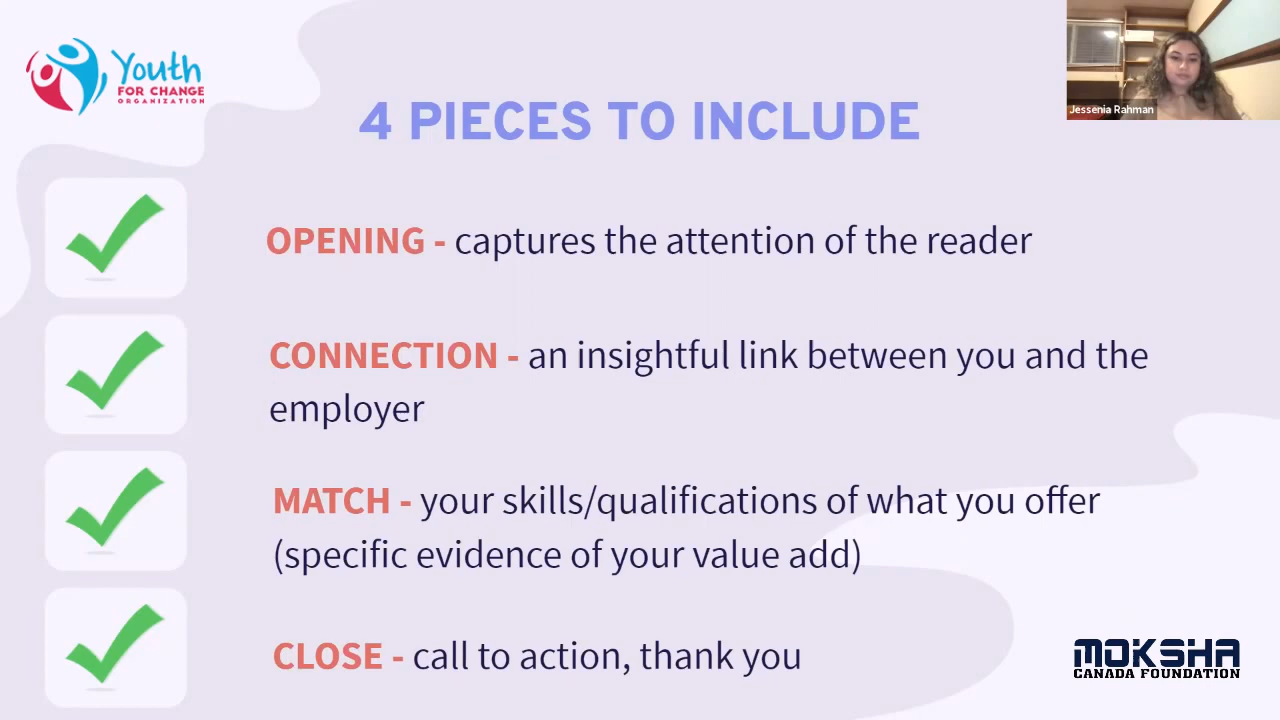 Youth
FOR CHANGE
ORGANIZATION
Jessenia Rahman
4 PIECES TO INCLUDE
OPENING - captures the attention of the reader
CONNECTION - an insightful link between you and the
employer
MATCH - your skills/qualifications of what you offer
(specific evidence of your value add)
CLOSE - call to action, thank you
MOKSHA
CANADA FOUNDATION